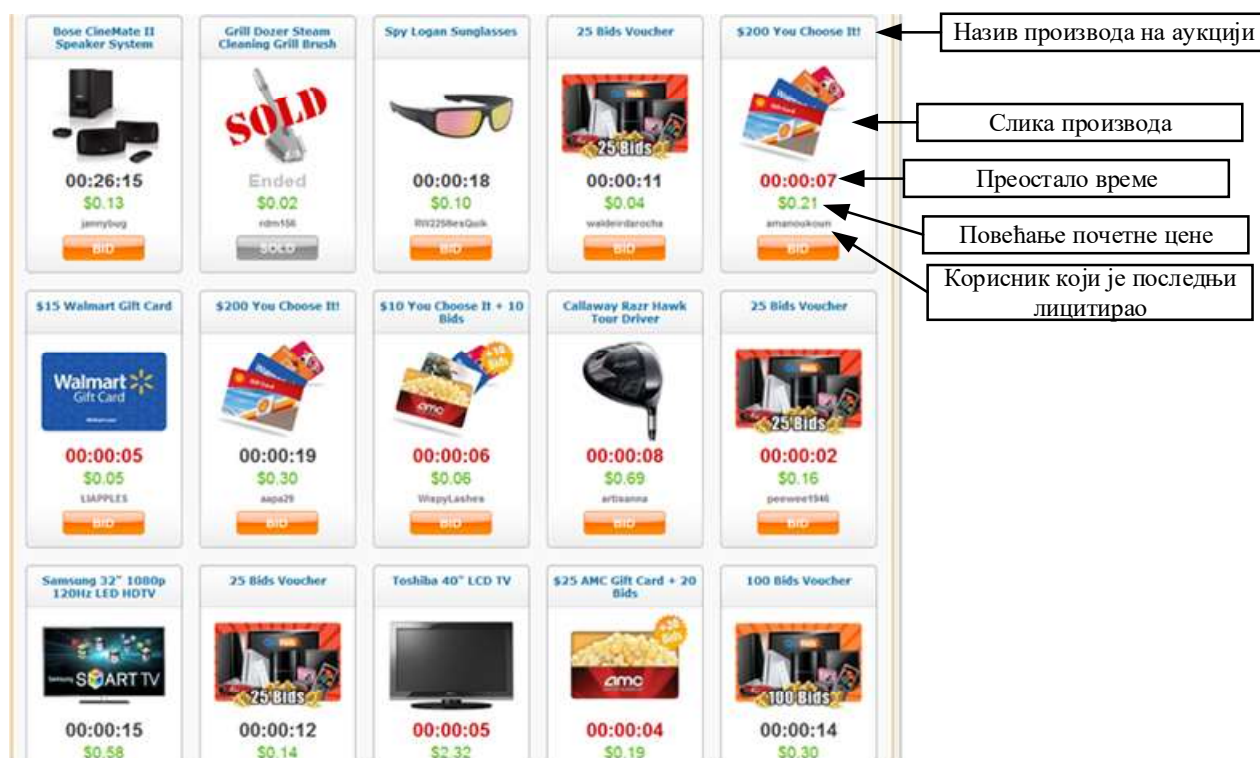 Bose CineMate II
Speaker System
00:26:15
$0.13
jannybug
BID
Grill Dozer Steam
Cleaning Grill Brush
SOLD
Ended
$0.02
rdm156
SOLD
Spy Logan Sunglasses
00:00:18
$0.10
BID
25 Bids Voucher
25 Bids
00:00:11
$0.04
waldeirdarocha
BID
$200 You Choose It!
00:00:07
$0.21
amanoukoun
BID
Назив производа на аукцији
Слика производа
Преостало време
Повећање почетне цене
Корисник који је последњи
лицитирао
$15 Walmart Gift Card
Walmart
Gift Card
00:00:05
$0.05
LIAPPLES
BID
$200 You Choose It!
00:00:19
$0.30
aapa29
BID
$10 You Choose It + 10
Bids
+10
Bids
amc
00:00:06
$0.06
WispyLashes
BID
Callaway Razr Hawk
Tour Driver
00:00:08
$0.69
artisanna
BID
25 Bids Voucher
25 Bids
00:00:02
$0.16
peewee1946
BID
Samsung 32" 1080p
120Hz LED HDTV
Samsung SMART TV
00:00:15
$0.58
25 Bids Voucher
25 Bids
00:00:12
$0.14
Toshiba 40" LCD TV
00:00:05
$2.32
$25 AMC Gift Card + 20
Bids
+20
Bids
amc
00:00:04
$0.19
100 Bids Voucher
100 Bids
00:00:14
$0.30